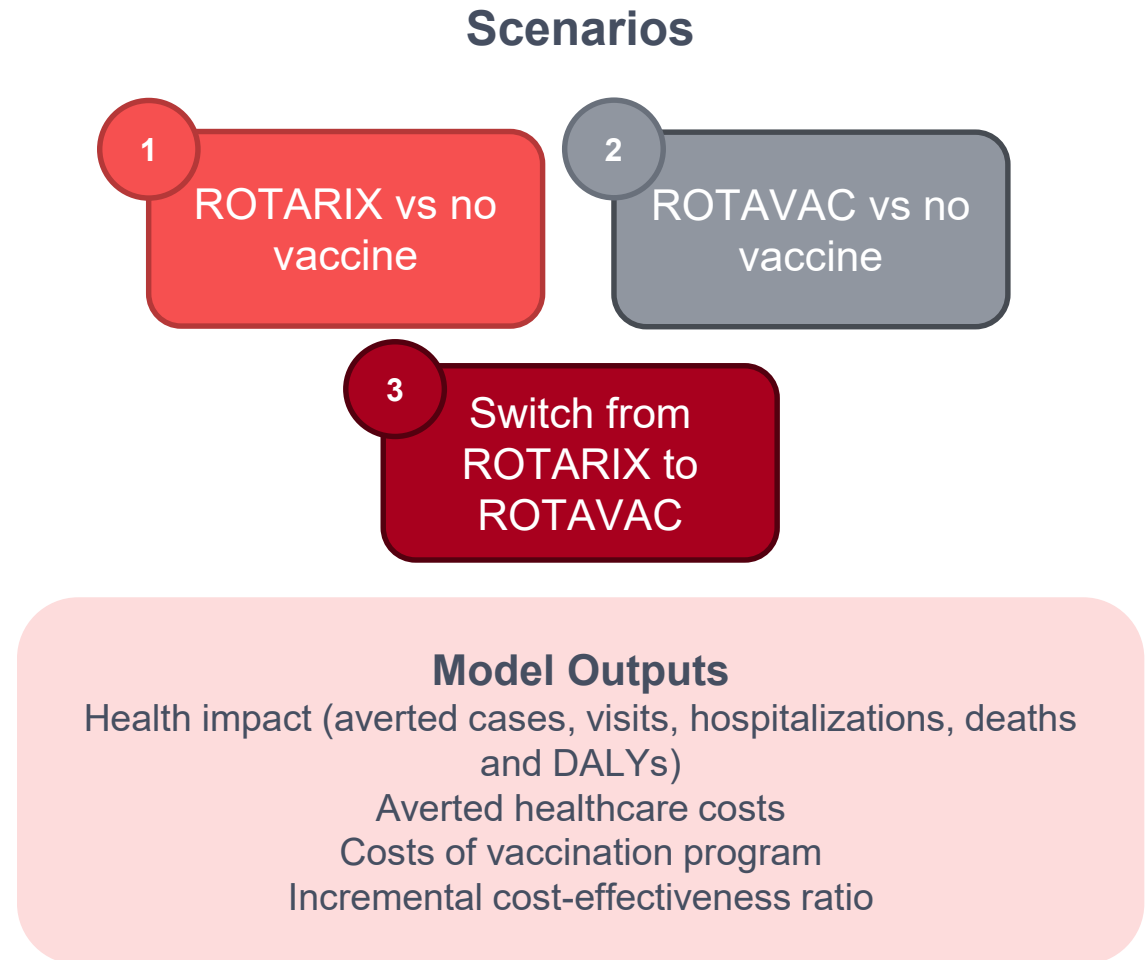 Scenarios
1
ROTARIX vs no
vaccine
2
ROTAVAC vs no
vaccine
3
Switch from
ROTARIX to
ROTAVAC
Model Outputs
Health impact (averted cases, visits, hospitalizations, deaths
and DALYs)
Averted healthcare costs
Costs of vaccination program
Incremental cost-effectiveness ratio